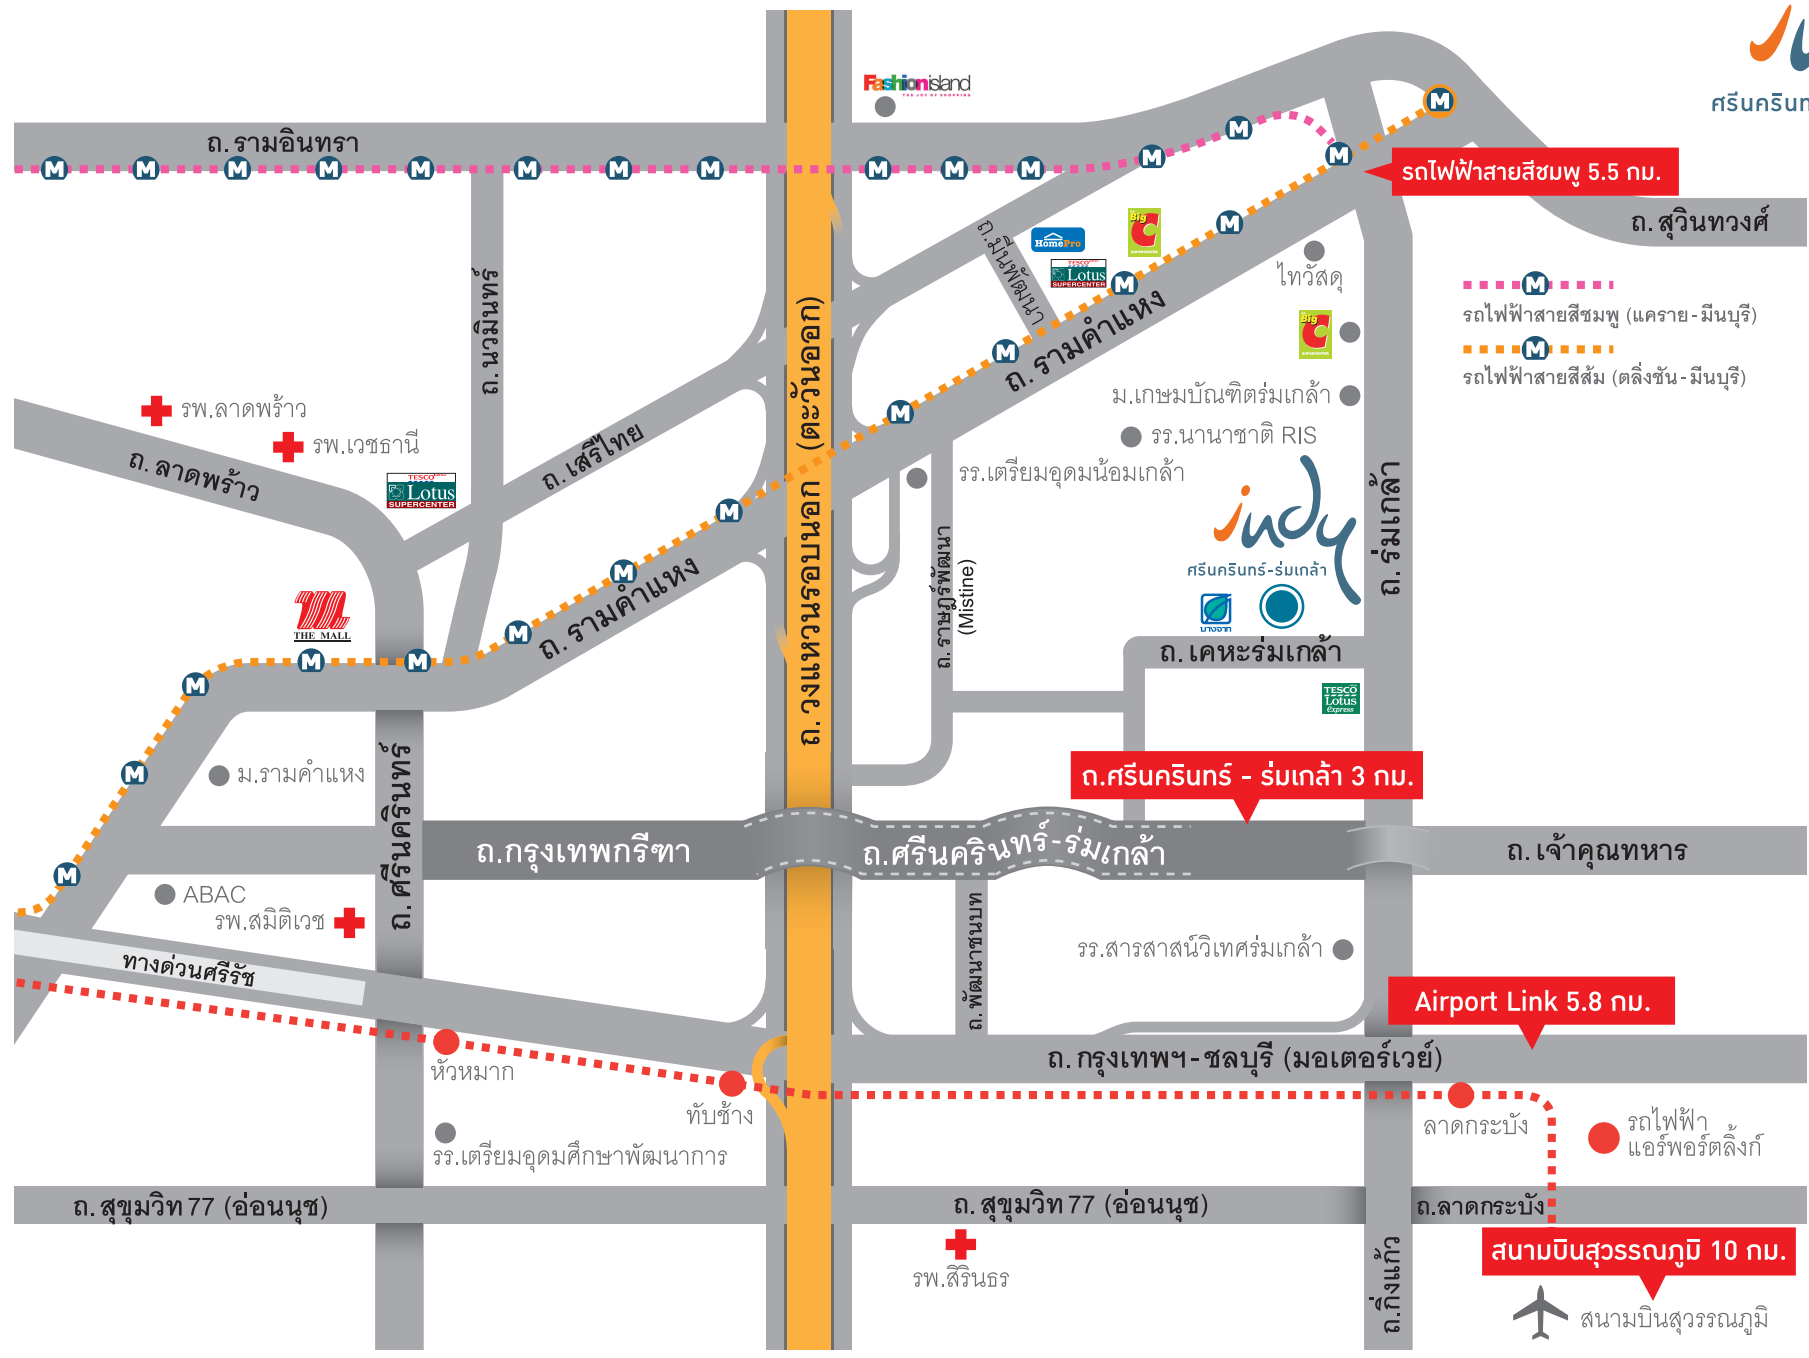 Fashion island
THE JOY OF SHOPPING
ถ. รามอินทรา
รถไฟฟ้าสายสีชมพู 5.5 กม.
ถ. สุวินทวงศ์
ถ.มีนพัฒนา
HomePro
Big
C
SUPERCENTER
TESCO
Lotus
SUPERCENTER
ไทวัสดุ
รถไฟฟ้าสายสีชมพู (แคราย - มีนบุรี)
รถไฟฟ้าสายสีส้ม (ตลิ่งชัน - มีนบุรี)
ถ. นวมินทร์
ถ. วงแหวนรอบนอก (ตะวันออก)
ถ. รามคำแหง
Big
C
SUPERCENTER
รพ.ลาดพร้าว
รพ.เวชธานี
ถ. ลาดพร้าว
TESCO
Lotus
SUPERCENTER
ถ. เสรีไทย
ม.เกษมบัณฑิตร่มเกล้า
รร.นานาชาติ RIS
รร.เตรียมอุดมน้อมเกล้า
indy
ศรีนครินทร์-ร่มเกล้า
บางจาก
ถ. ร่มเกล้า
THE MALL
ถ. รามคำแหง
ถ. ราษฎร์พัฒนา
(Mistine)
ถ. เคหะร่มเกล้า
TESCO
Lotus
express
ม.รามคำแหง
ถ. ศรีนครินทร์
ถ.ศรีนครินทร์ - ร่มเกล้า 3 กม.
ถ.กรุงเทพกรีฑา
ถ.ศรีนครินทร์-ร่มเกล้า
ถ. เจ้าคุณทหาร
ABAC
รพ.สมิติเวช
ถ.พัฒนาชนบท
รร.สารสาสน์วิเทศร่มเกล้า
ทางด่วนศรีรัช
Airport Link 5.8 กม.
ถ. กรุงเทพฯ - ชลบุรี (มอเตอร์เวย์)
หัวหมาก
ทับช้าง
ลาดกระบัง
รถไฟฟ้า
แอร์พอร์ตลิ้งก์
รร.เตรียมอุดมศึกษาพัฒนาการ
ถ. สุขุมวิท 77 (อ่อนนุช)
ถ. สุขุมวิท 77 (อ่อนนุช)
ถ.ลาดกระบัง
รพ.สิรินธร
ถ.กิ่งแก้ว
สนามบินสุวรรณภูมิ 10 กม.
สนามบินสุวรรณภูมิ